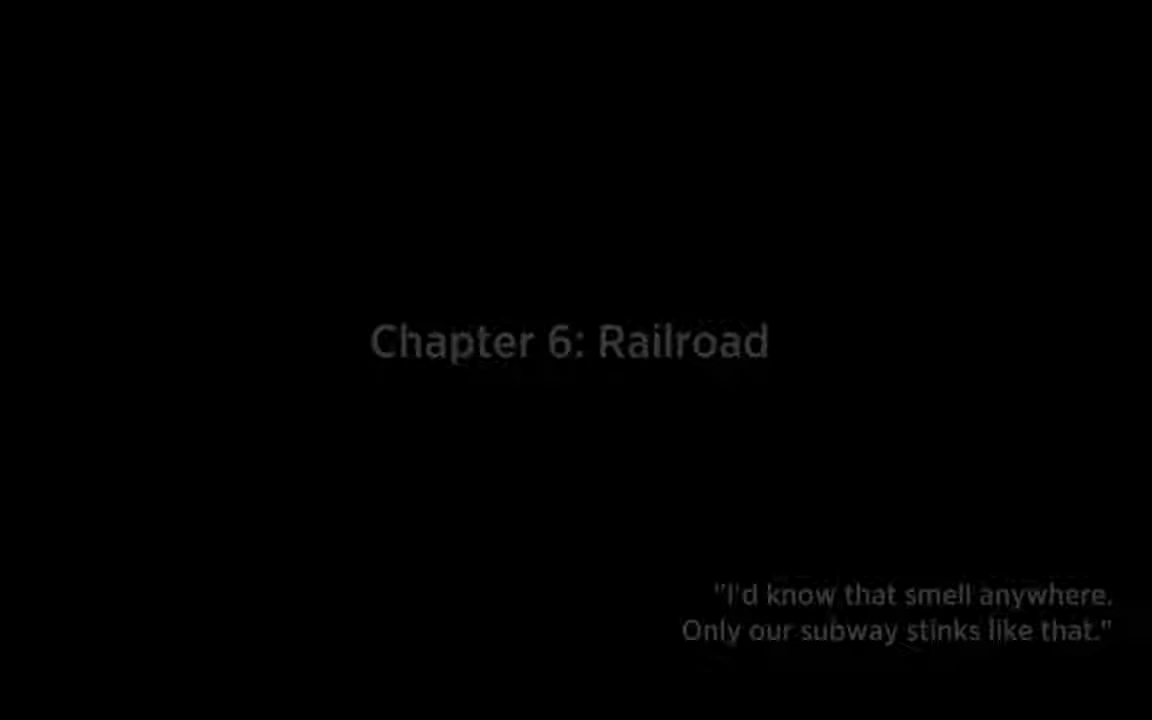 Chapter 6: Railroad
"I'd know that smell anywhere.
Only our subway stinks like that."